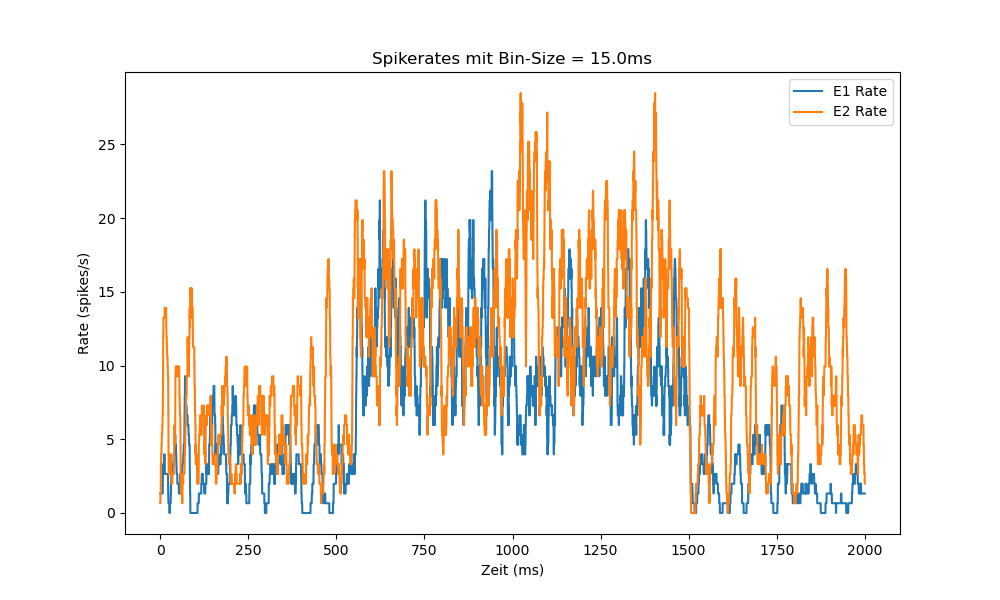 Spikerates mit Bin-Size = 15.0ms
E1 Rate
E2 Rate
25
20
15
10
5
0
Rate (spikes/s)
0 250 500 750 1000 1250 1500 1750 2000
Zeit (ms)